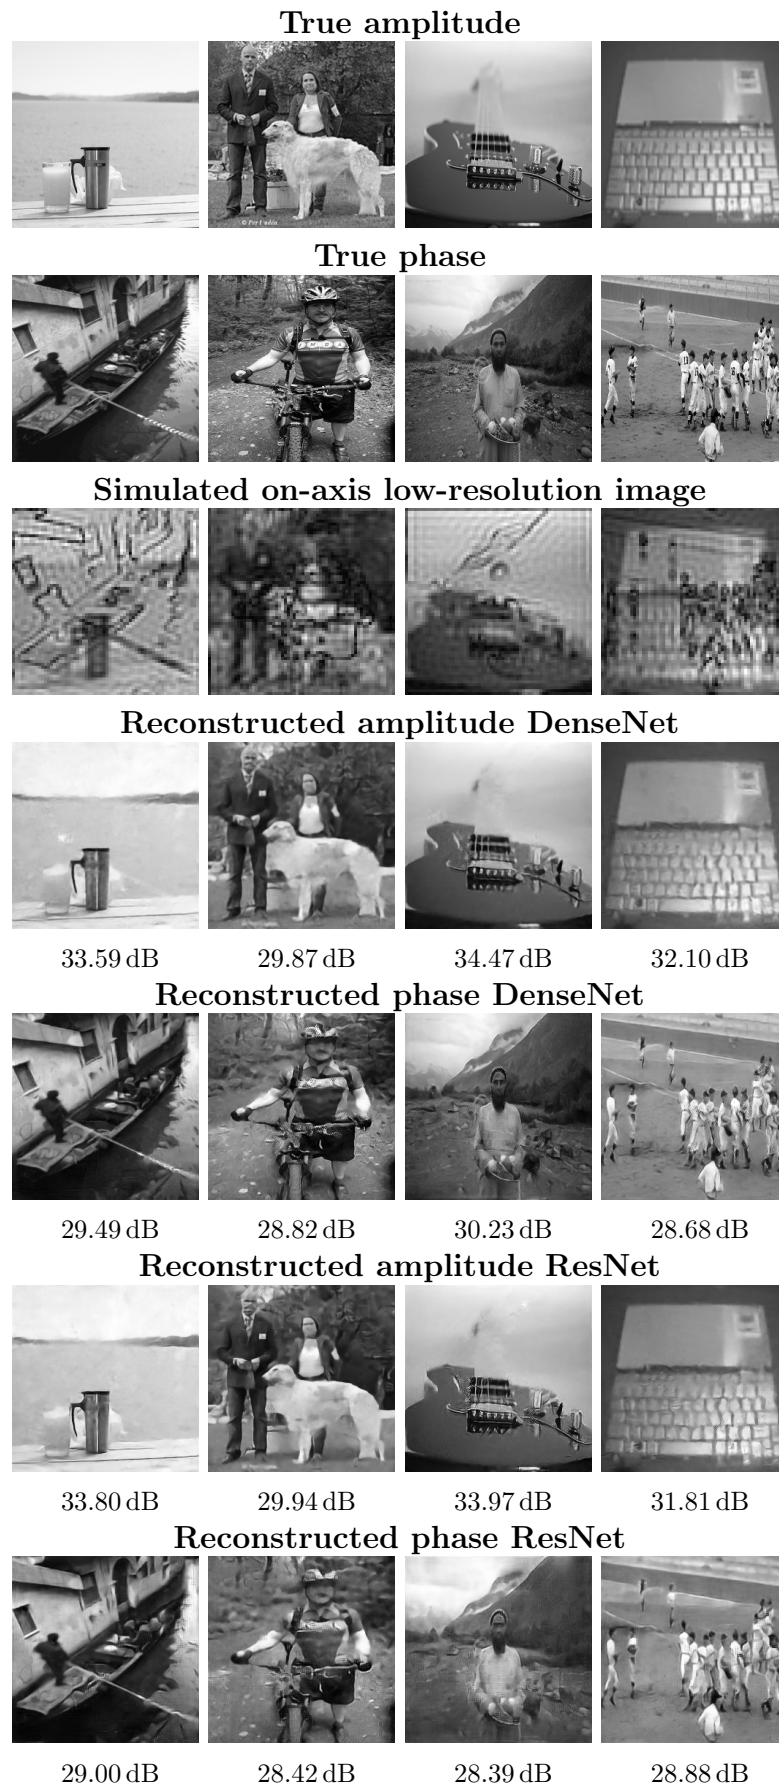 True amplitude
True phase
Simulated on-axis low-resolution image
Reconstructed amplitude DenseNet
33.59 dB 29.87 dB 34.47 dB 32.10 dB
Reconstructed phase DenseNet
29.49 dB 28.82 dB 30.23 dB 28.68 dB
Reconstructed amplitude ResNet
33.80 dB 29.94 dB 33.97 dB 31.81 dB
Reconstructed phase ResNet
29.00 dB 28.42 dB 28.39 dB 28.88 dB